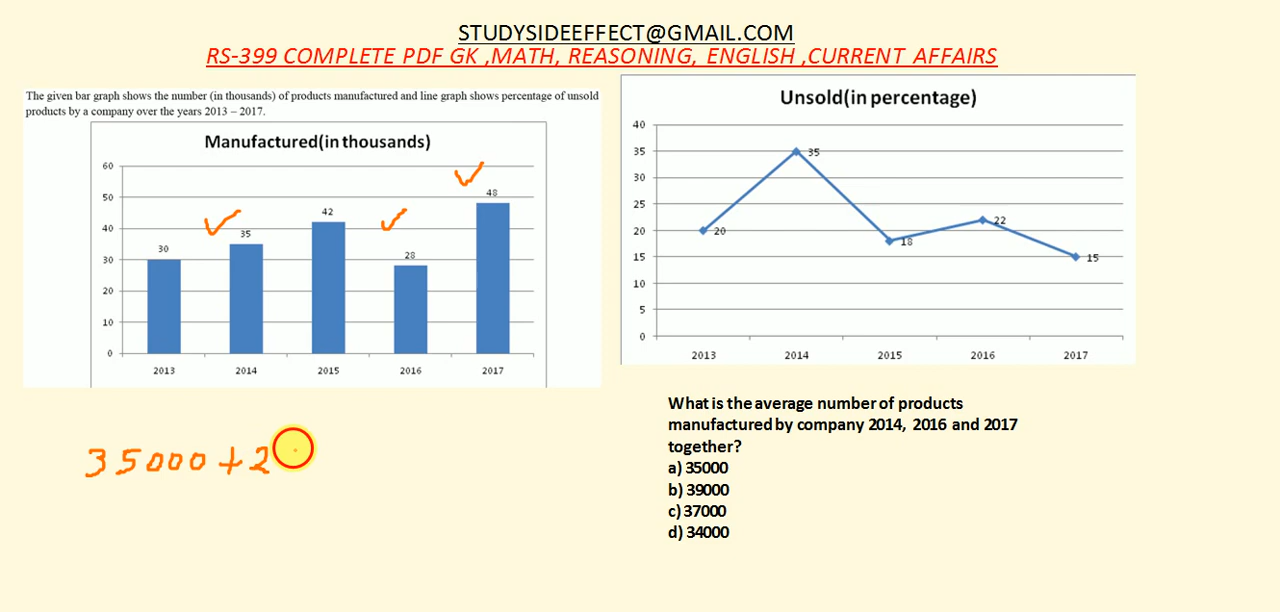 STUDYSIDEEFFECT@GMAIL.COM
RS-399 COMPLETE PDF GK ,MATH, REASONING, ENGLISH ,CURRENT AFFAIRS
The given bar graph shows the number (in thousands) of products manufactured and line graph shows percentage of unsold
products by a company over the years 2013 – 2017.
Manufactured(in thousands)
60
50
40
30
20
10
0
30
35
42
28
48
2013 2014 2015 2016 2017
Unsold(in percentage)
40
35
30
25
20
15
10
5
0
20
35
18
22
15
2013 2014 2015 2016 2017
35000+2
What is the average number of products
manufactured by company 2014, 2016 and 2017
together?
a) 35000
b) 39000
c) 37000
d) 34000